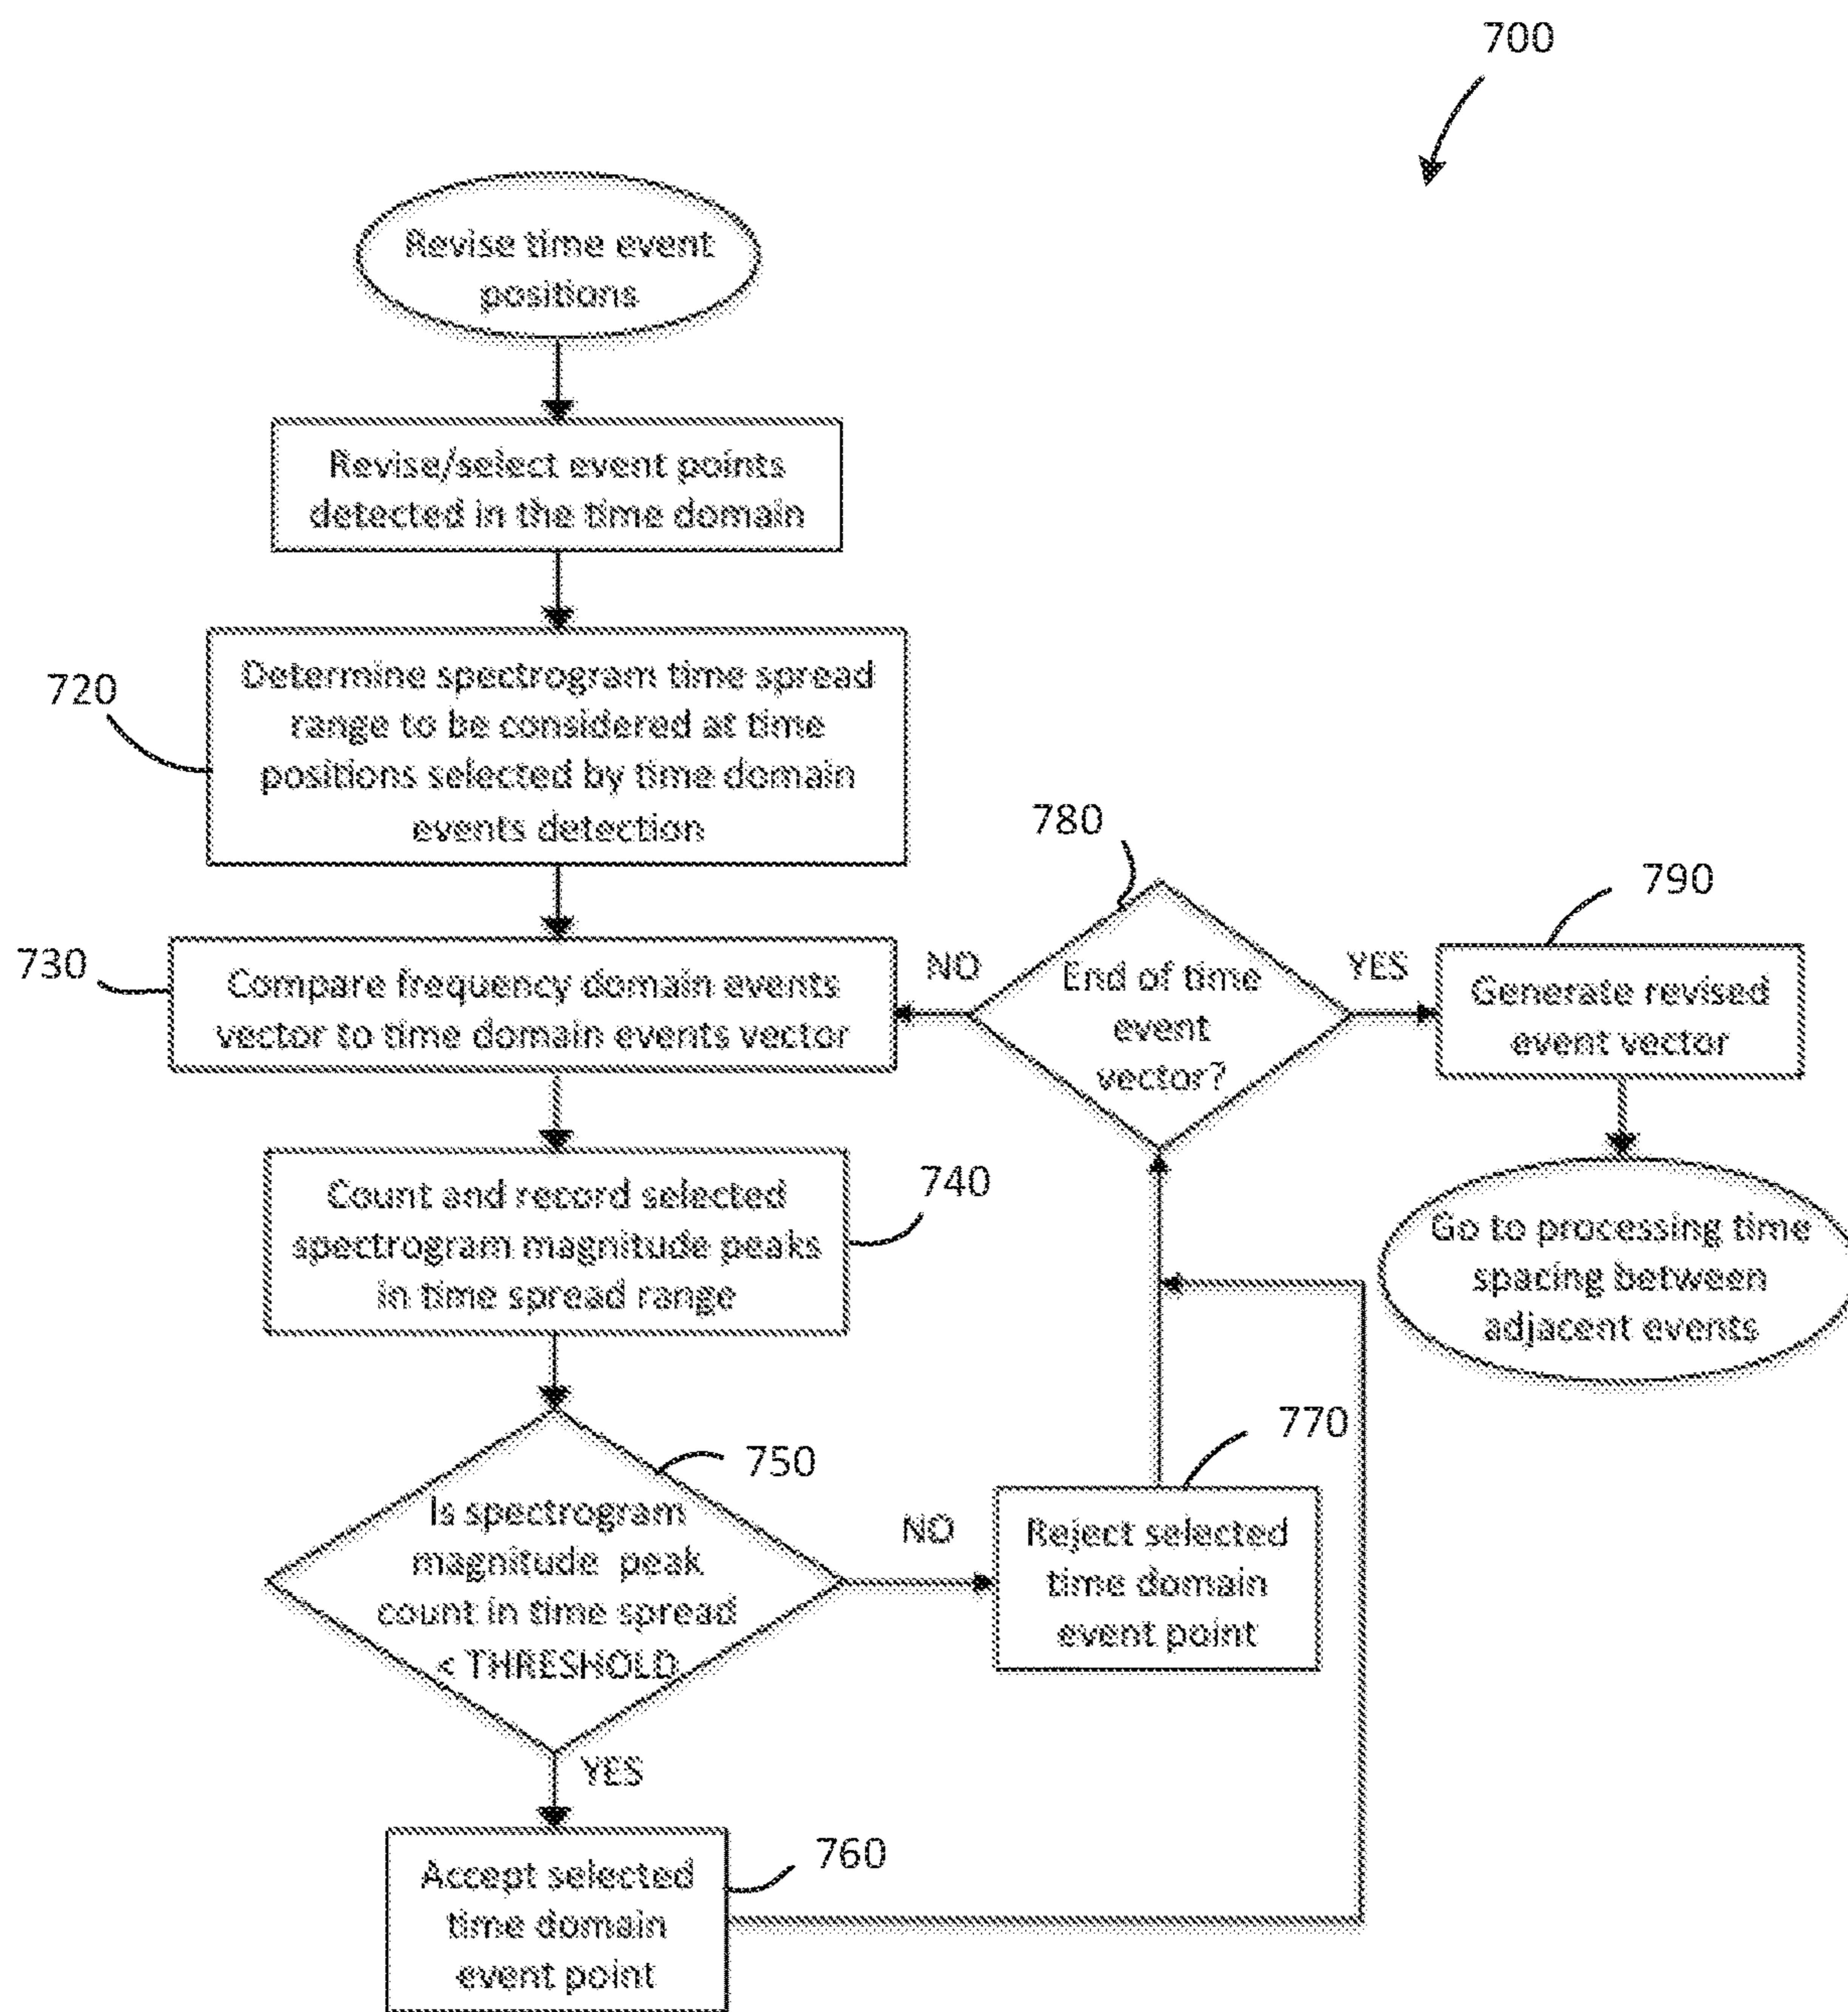 700
Revise time event
positions
Revise/select event points
detected in the time domain
720
Determine spectrogram time spread
range to be considered at time
positions selected by time domain
events detection
730
Compare frequency domain events
vector to time domain events vector
780
NO
End of time
event
vector?
YES
790
Generate revised
event vector
740
Count and record selected
spectrogram magnitude peaks
in time spread range
Go to processing time
spacing between
adjacent events
750
Is spectrogram
magnitude peak
count in time spread
< THRESHOLD
NO
770
Reject selected
time domain
event point
YES
760
Accept selected
time domain
event point